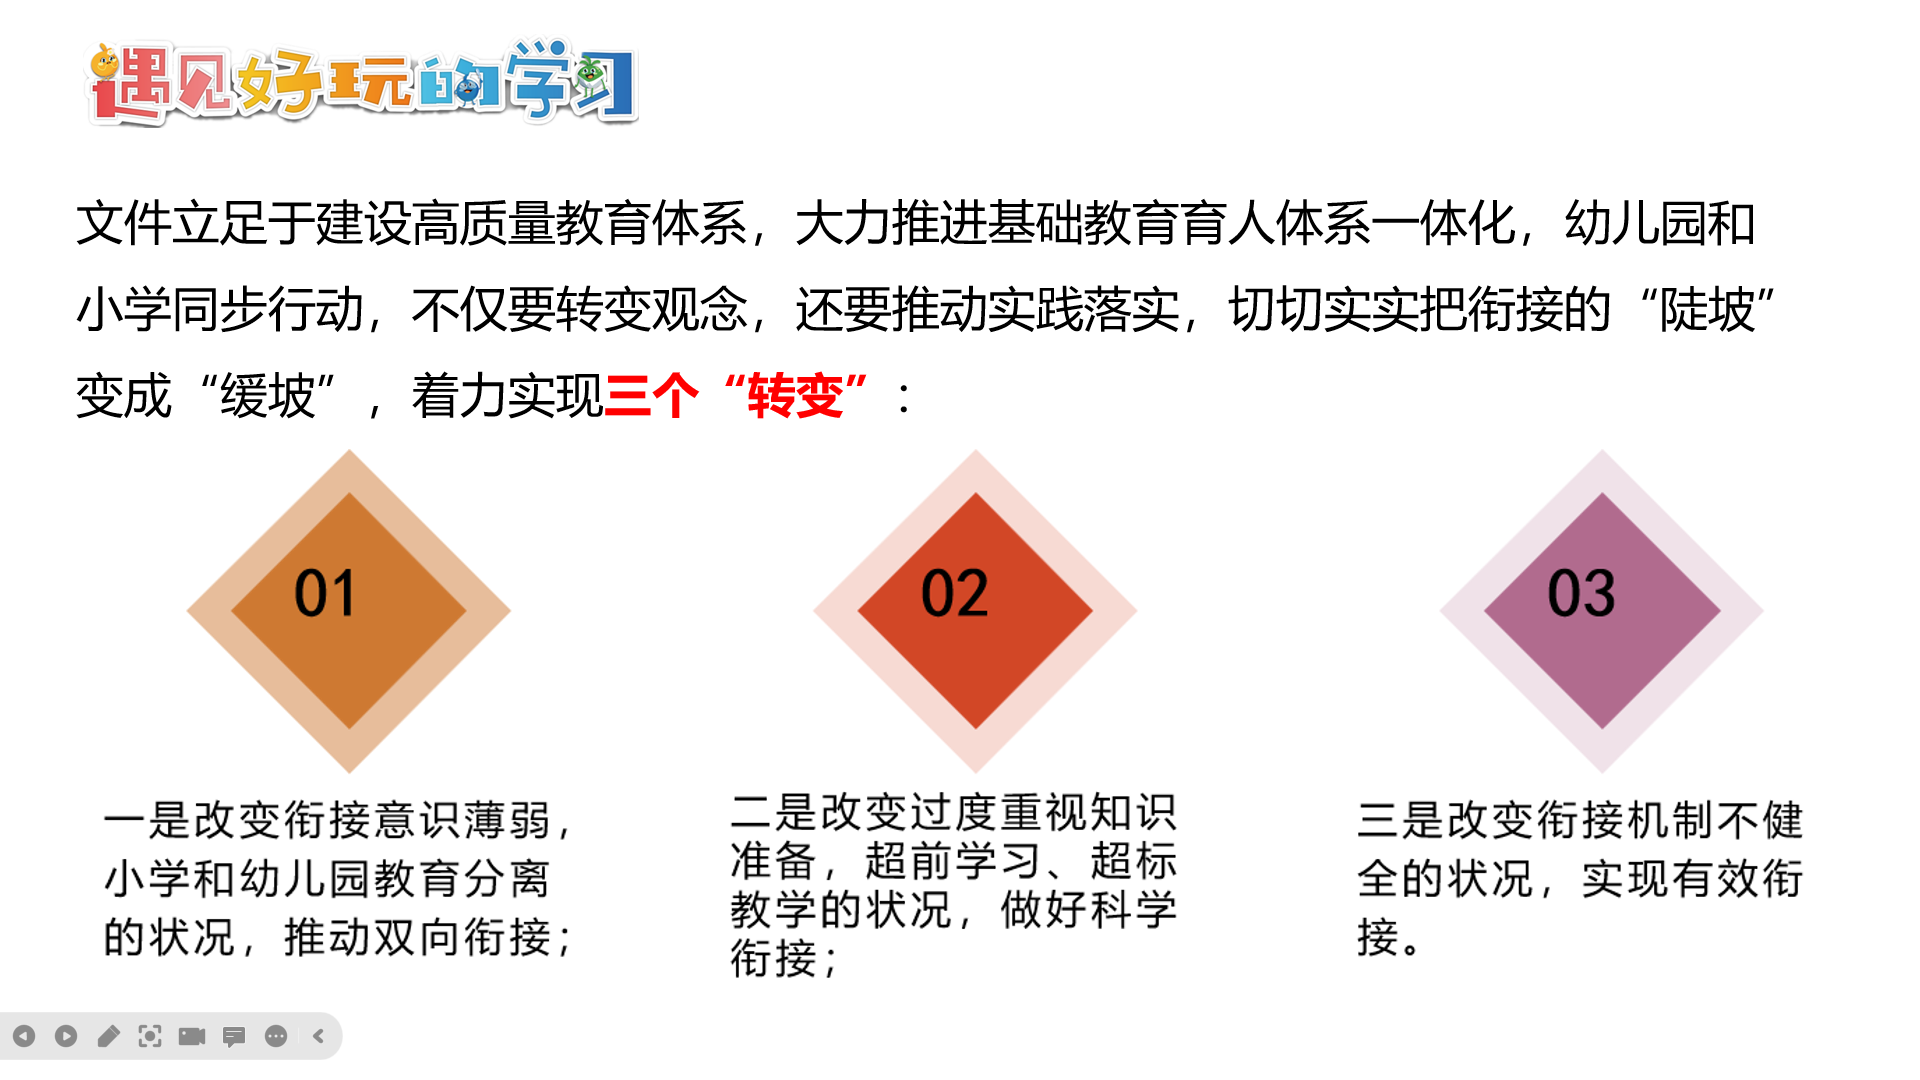 遇见好玩的学习
文件立足于建设高质量教育体系，大力推进基础教育育人体系一体化，幼儿园和
小学同步行动，不仅要转变观念，还要推动实践落实，切切实实把衔接的“陡坡”
变成“缓坡”，着力实现三个“转变”：
01
一是改变衔接意识薄弱，
小学和幼儿园教育分离
的状况，推动双向衔接；
02
二是改变过度重视知识
准备，超前学习、超标
教学的状况，做好科学
衔接；
03
三是改变衔接机制不健
全的状况，实现有效衔
接。